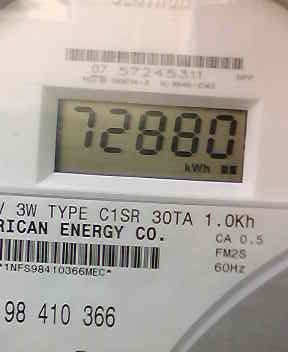 07 57245311
72880
kWh
V 3W TYPE C1SR 30TA 1.0Kh
RICAN ENERGY CO.
CA 0.5
FM2S
60Hz
*1NFS98410366MEC*
98 410 366